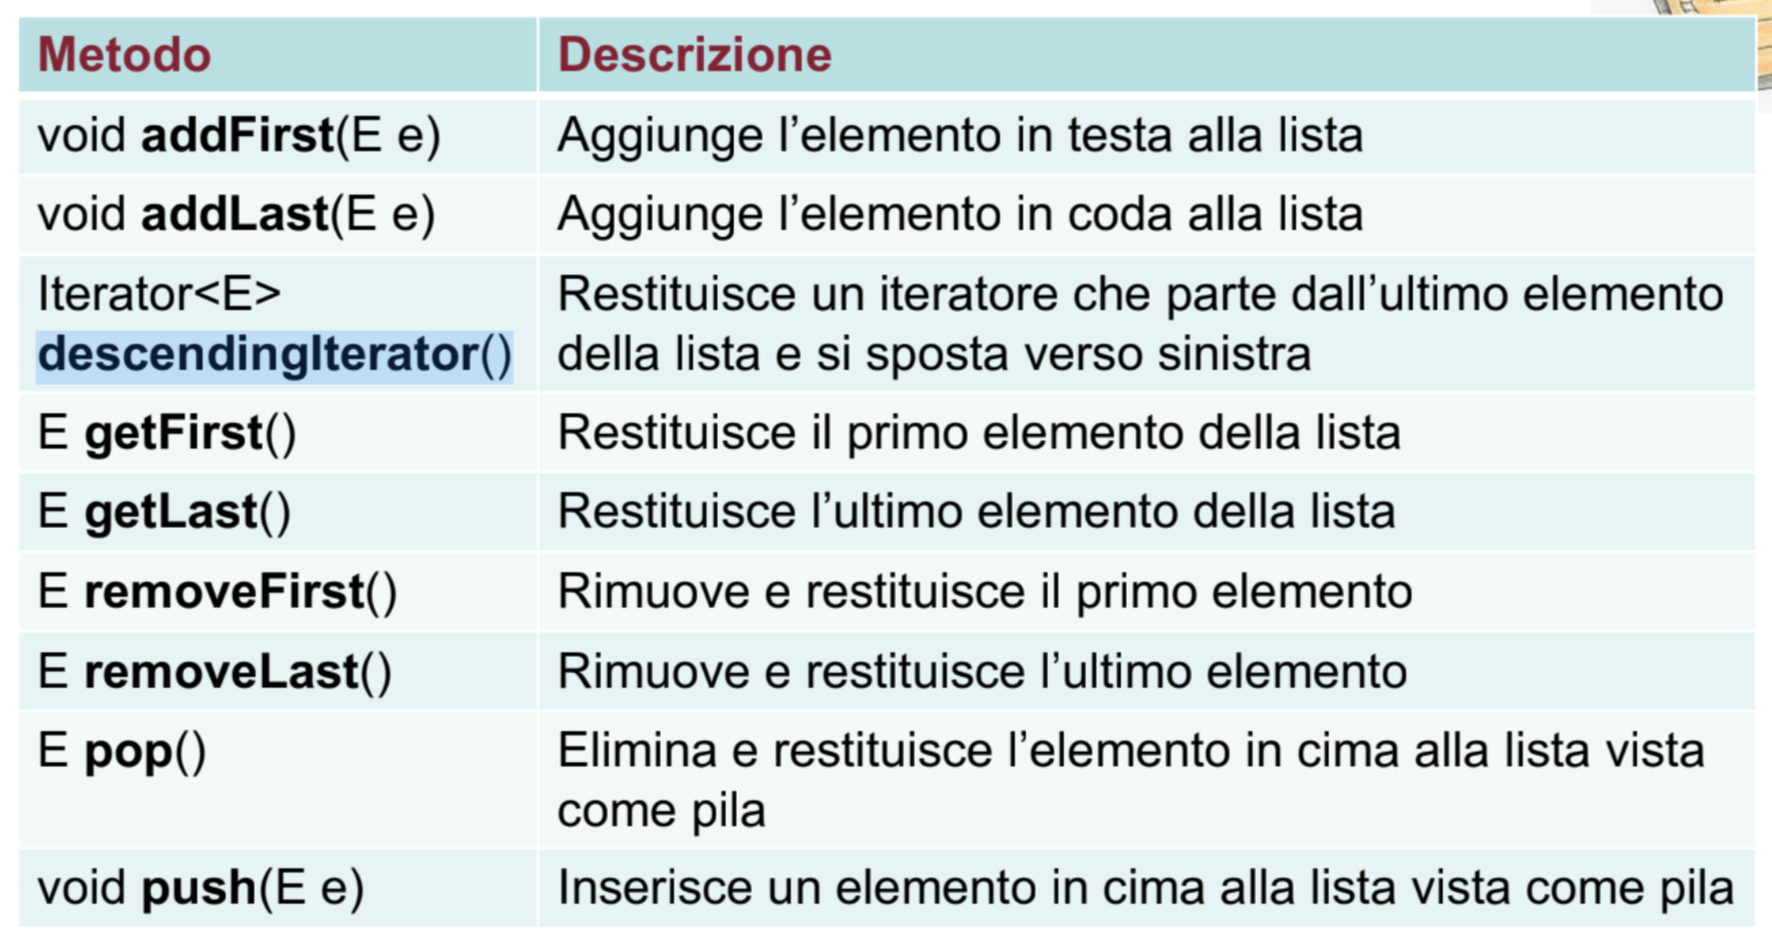 Metodo Descrizione
void addFirst(E e) Aggiunge l’elemento in testa alla lista
void addLast(E e) Aggiunge l’elemento in coda alla lista
Iterator<E> Restituisce un iteratore che parte dall’ultimo elemento
descendingIterator() della lista e si sposta verso sinistra
E getFirst() Restituisce il primo elemento della lista
E getLast() Restituisce l’ultimo elemento della lista
E removeFirst() Rimuove e restituisce il primo elemento
E removeLast() Rimuove e restituisce l’ultimo elemento
E pop() Elimina e restituisce l’elemento in cima alla lista vista
come pila
void push(E e) Inserisce un elemento in cima alla lista vista come pila